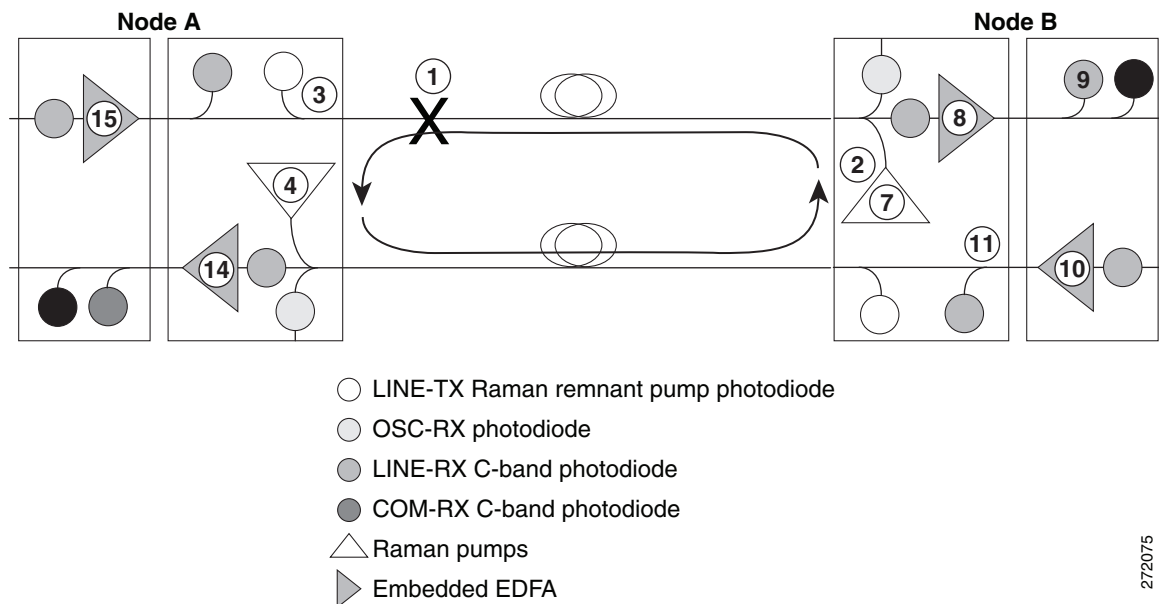 Node A
Node B
1
9
3
15
8
2
4
7
11
14
10
LINE-TX Raman remnant pump photodiode
OSC-RX photodiode
LINE-RX C-band photodiode
COM-RX C-band photodiode
Raman pumps
Embedded EDFA
272075